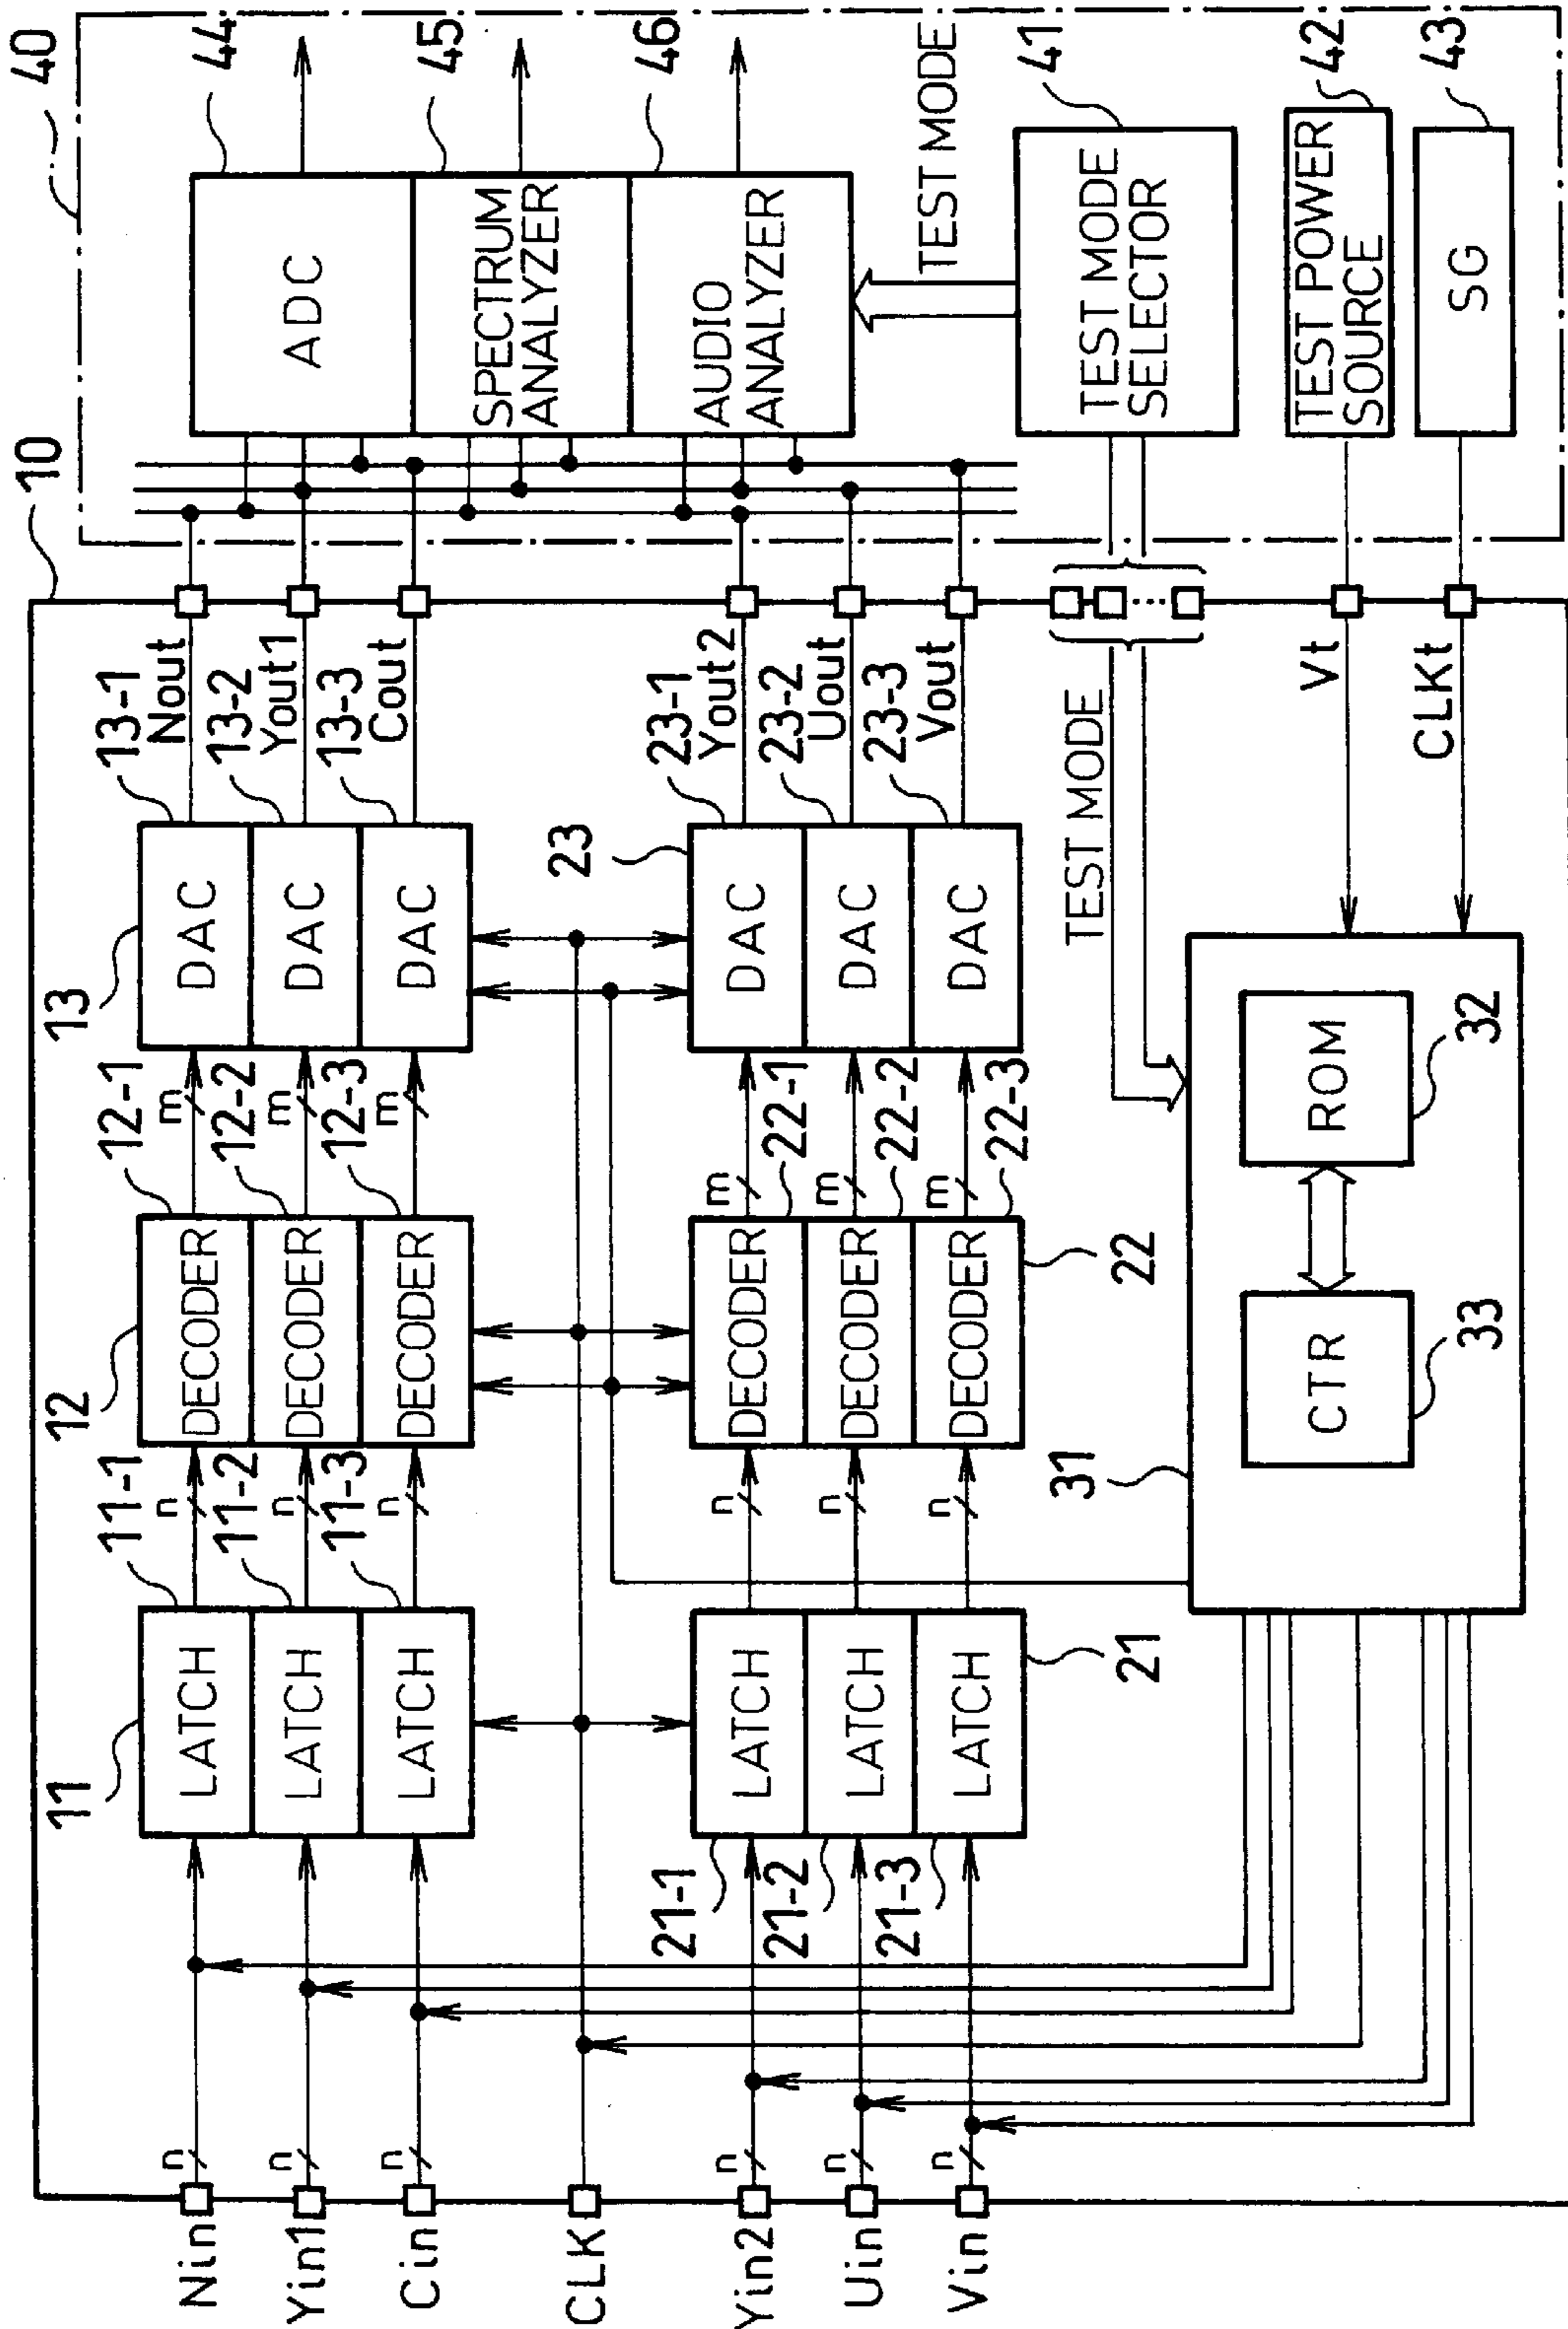 10
40
Nin
n
11
11-1
LATCH
n
12
12-1
DECODER
m
13
DAC
13-1
Nout
ADC
44
Yin1
n
11-2
LATCH
n
12-2
DECODER
m
DAC
13-2
Yout1
Cin
n
11-3
LATCH
n
12-3
DECODER
m
DAC
13-3
Cout
SPECTRUM
ANALYZER
45
CLK
23
AUDIO
ANALYZER
46
Yin2
n
21-1
LATCH
n
DECODER
m
22-1
DAC
23-1
Yout2
Uin
n
21-2
LATCH
n
DECODER
m
22-2
DAC
23-2
Uout
Vin
n
21-3
LATCH
n
DECODER
m
22-3
DAC
23-3
Vout
21
22
TEST MODE
TEST MODE
TEST MODE
SELECTOR
41
31
CTR
33
ROM
32
Vt
TEST POWER
SOURCE
42
CLKt
SG
43